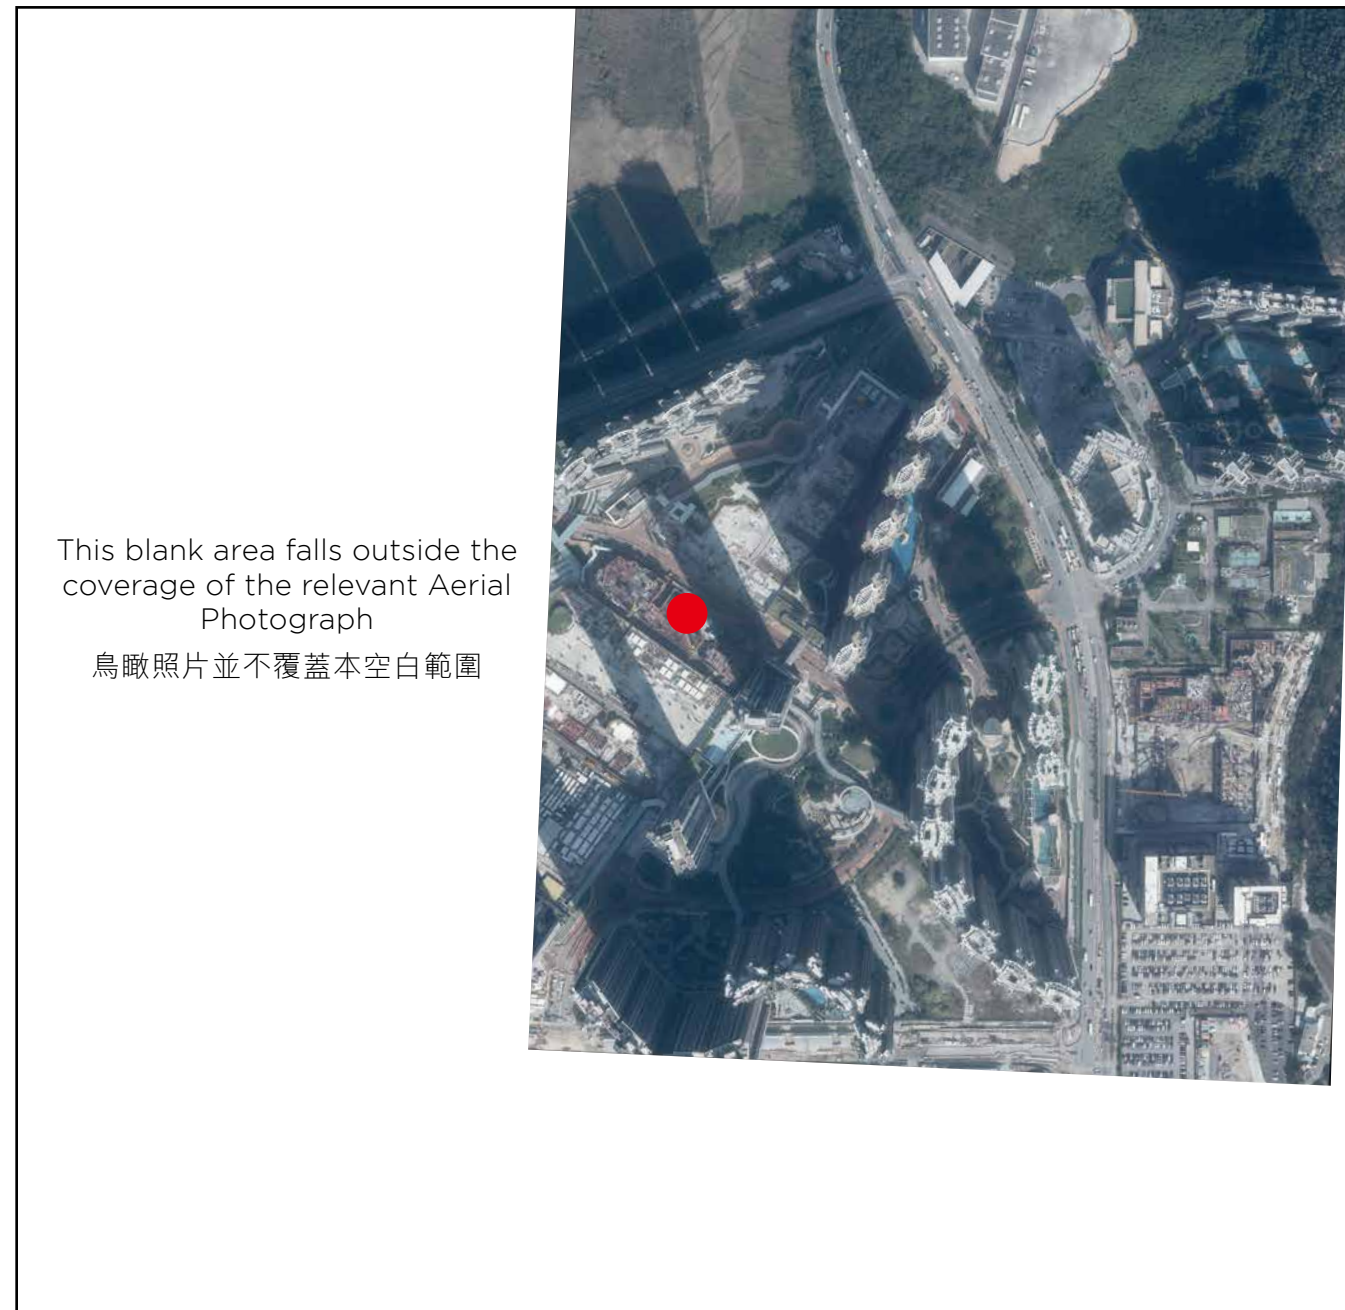 This blank area falls outside the
coverage of the relevant Aerial
Photograph
鳥瞰照片並不覆蓋本空白範圍